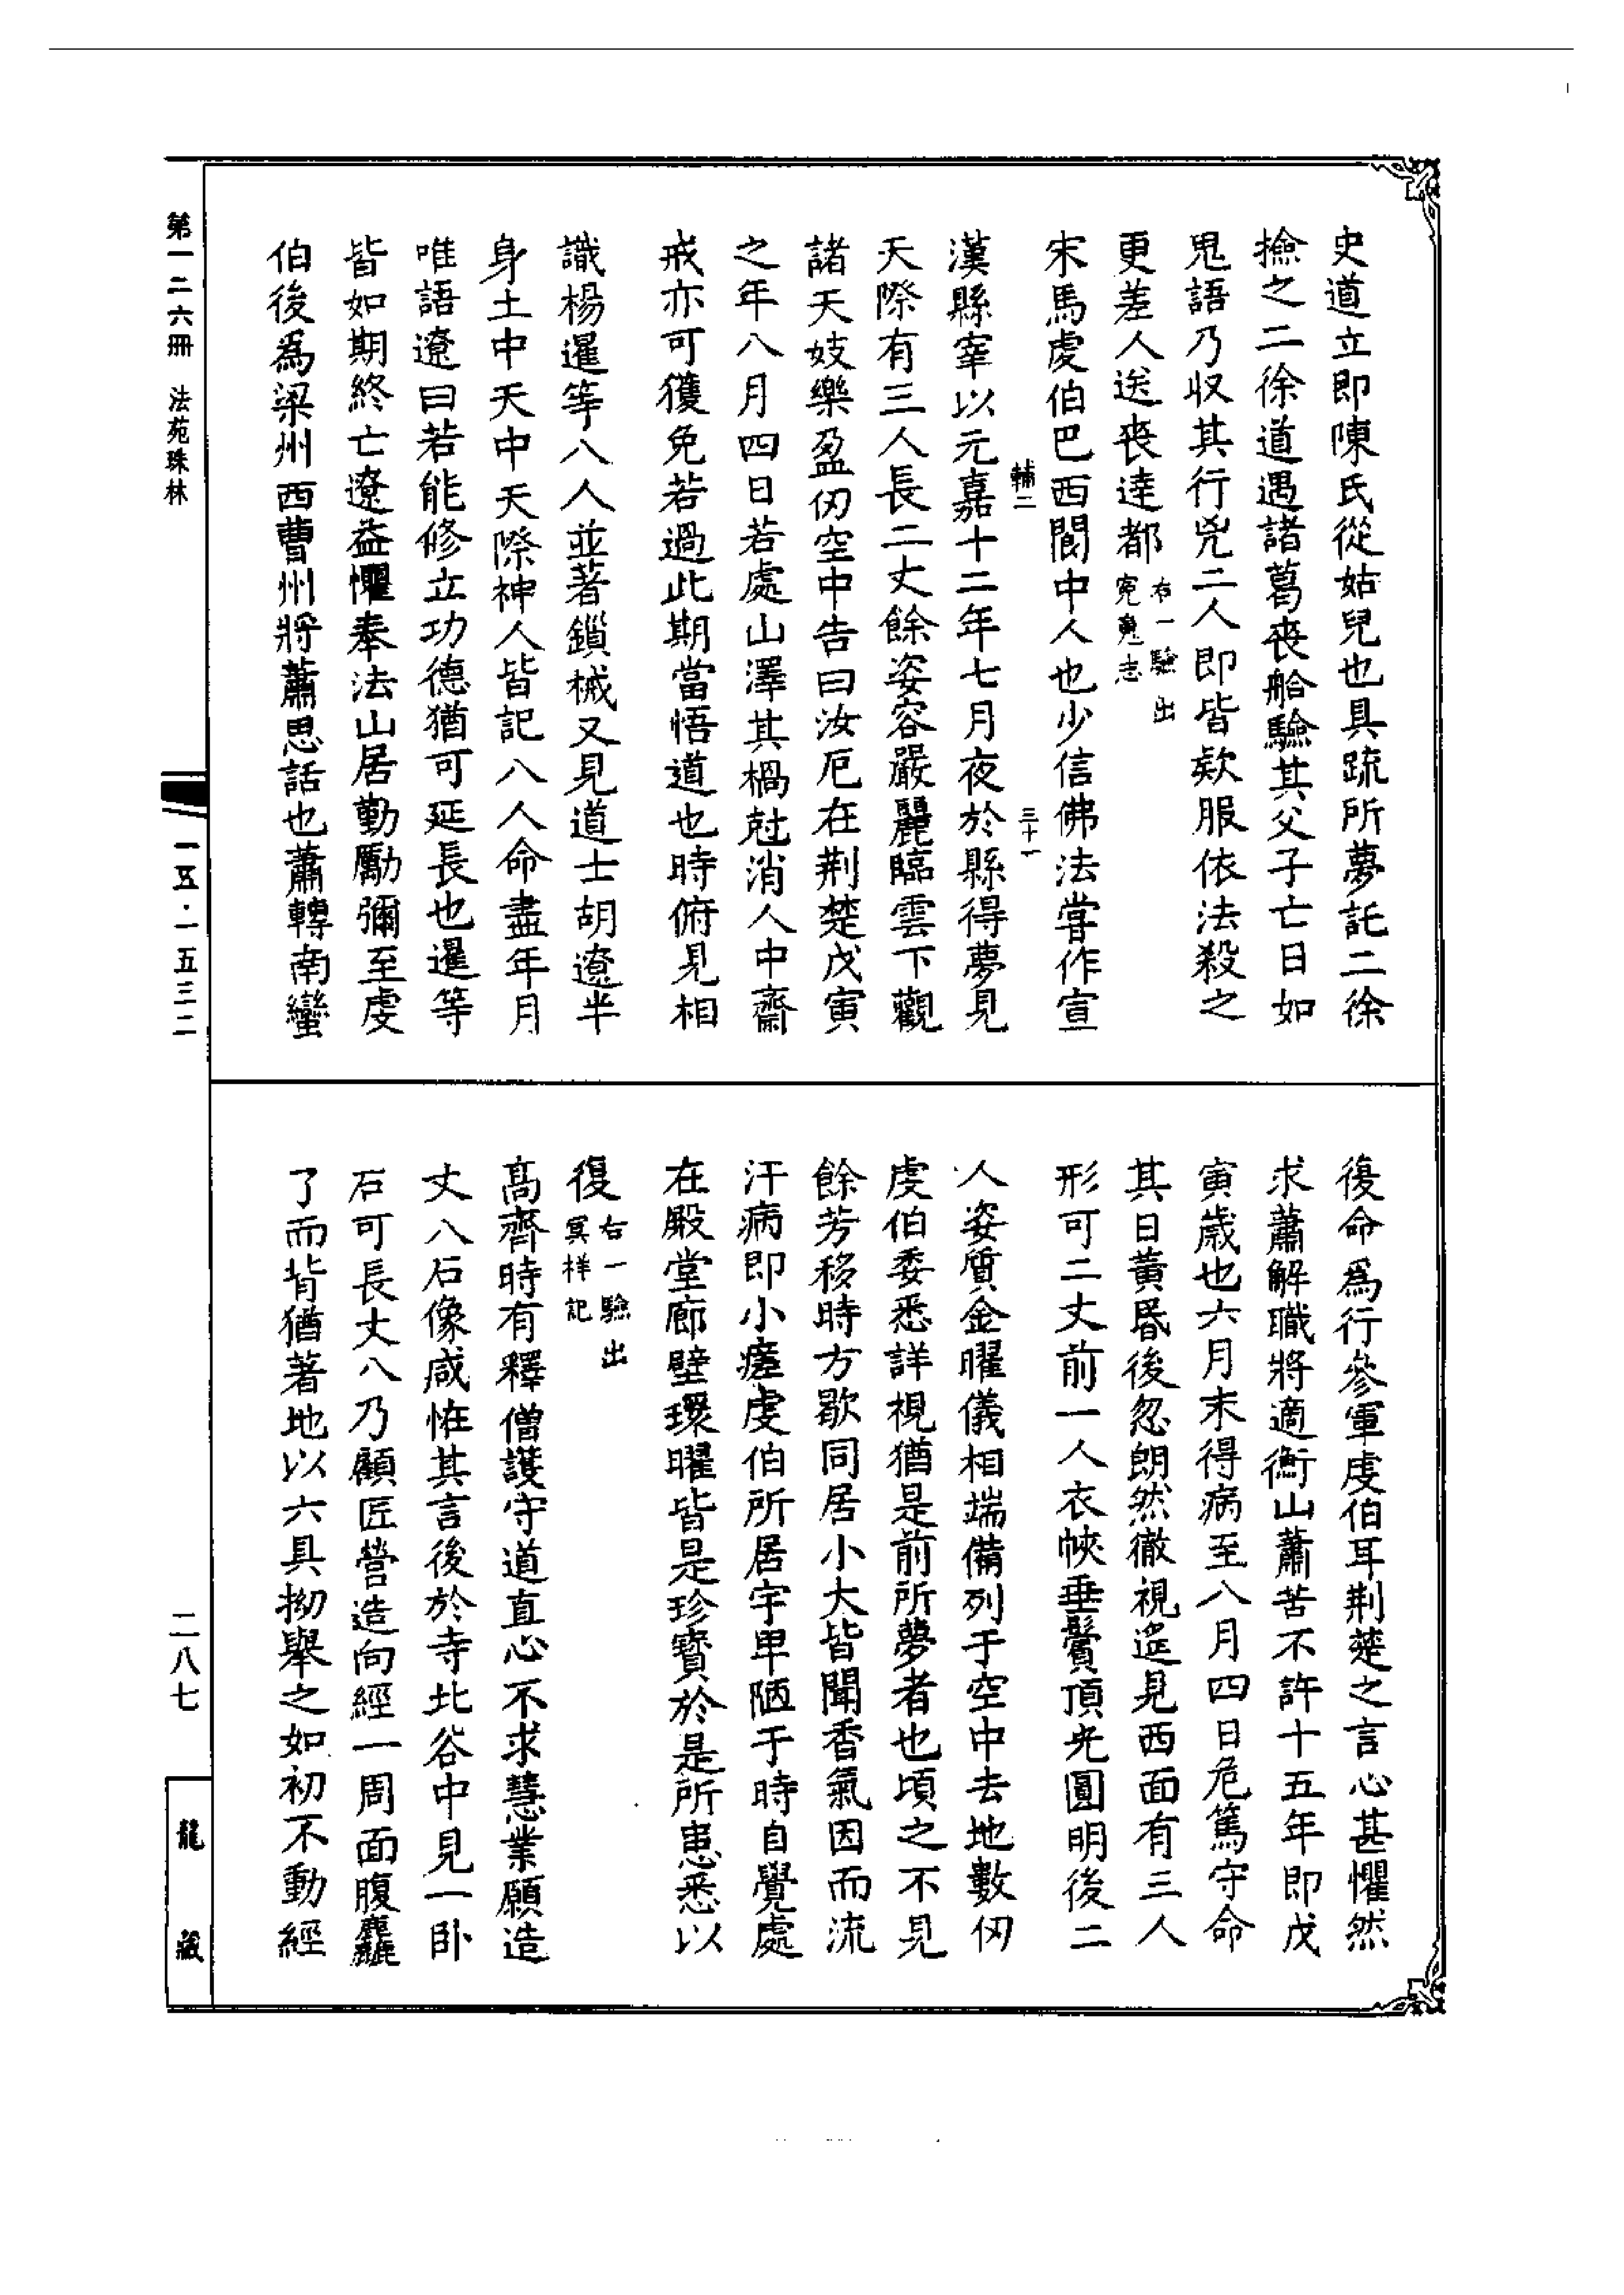 史道立即陳氏從姑兒也具疏所夢託二徐
撿之二徐道遇諸葛喪船驗其父子亡日如
鬼語乃収其行兇二人即皆欵服依法殺之
更差人送喪達都右一驗出
冤魂志
宋馬虔伯巴西閬中人也少信佛法甞作宣
輔二
三十一
漢縣宰以元嘉十二年七月夜於縣得夢見
天際有三人長二丈餘姿容嚴麗臨雲下觀
諸天妓樂盈仞空中告曰汝厄在荆楚戊寅
之年八月四日若處山澤其禍尅消人中齋
戒亦可獲免若過此期當悟道也時俯見相
識楊暹等八人並著鎖械又見道士胡遼半
身土中天中天際神人皆記八人命盡年月
唯語遼曰若能修立功德猶可延長也暹等
皆如期終亡遼益懼奉法山居勤勵彌至虔
伯後爲梁州西曹州將蕭思話也蕭轉南蠻
復命爲行參軍虔伯耳荆楚之言心甚懼然
求蕭解職將適衡山蕭苦不許十五年即戊
寅歲也六月末得病至八月四日危篤守命
其日黃昬後忽朗然徹視遥見西面有三人
形可二丈前一人衣帢垂鬢頂光圓明後二
人姿質金曜儀相端備列于空中去地數仞
虔伯委悉詳視猶是前所夢者也頃之不見
餘芳移時方歇同居小大皆聞香氣因而流
汗病即小瘥虔伯所居宇甲陋于時自覺處
在殿堂廊壁環曜皆是珍寶於是所患悉以
復右一驗出
冥祥記
高齊時有釋僧護守道直心不求慧業願造
丈八石像咸恠其言後於寺北谷中見一卧
石可長丈八乃顧匠營造向經一周面腹麤
了而背猶著地以六具拗舉之如初不動經
第一二六冊 法苑珠林
一五·一五三二
二八七
龍藏